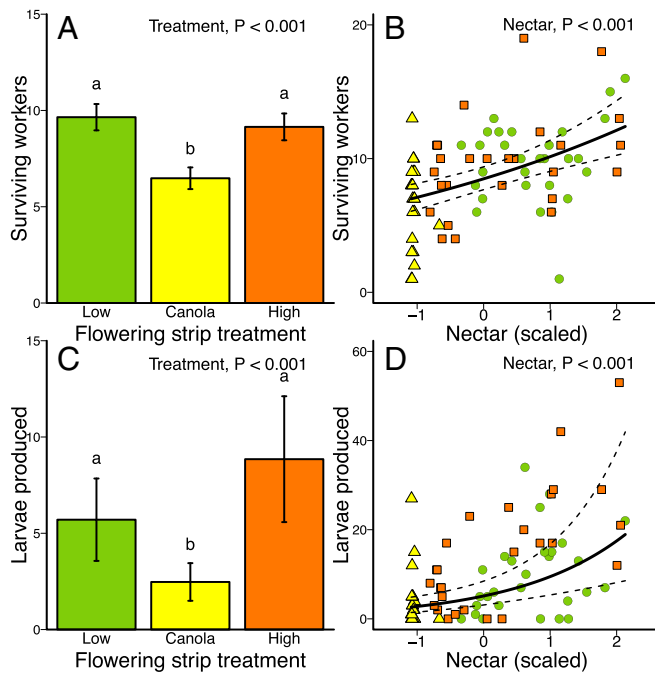 A
Treatment, P < 0.001
15
10
5
0
a
b
a
Surviving workers
Low
Canola
High
Flowering strip treatment
B
Nectar, P < 0.001
20
10
0
Surviving workers
−1
0
1
2
Nectar (scaled)
C
Treatment, P < 0.001
15
10
5
0
a
b
a
Larvae produced
Low
Canola
High
Flowering strip treatment
D
Nectar, P < 0.001
60
40
20
0
Larvae produced
−1
0
1
2
Nectar (scaled)